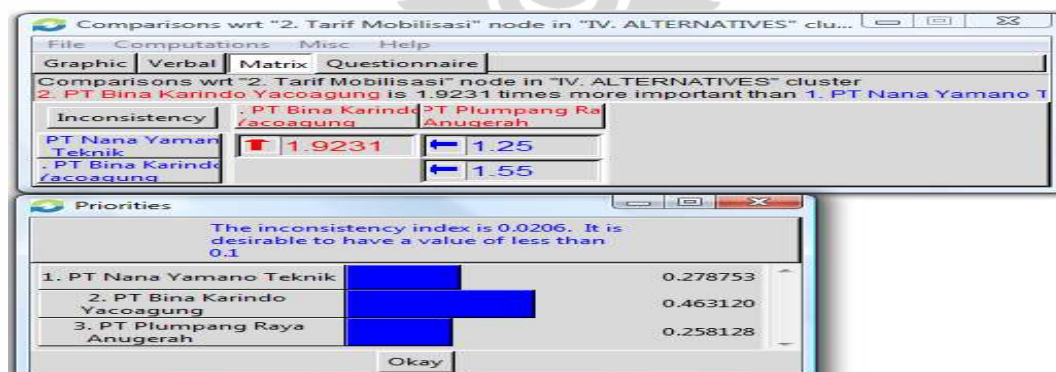 Comparisons wrt "2. Tarif Mobilisasi" node in "IV. ALTERNATIVES" clu...
File Computations Misc Help
Graphic Verbal Matrix Questionnaire
Comparisons wrt "2. Tarif Mobilisasi" node in "IV. ALTERNATIVES" cluster
2. PT Bina Karindo Yacoagung is 1.9231 times more important than 1. PT Nana Yamano T
Inconsistency
. PT Bina Karindo
Yacoagung
PT Plumpang Ra
Anugerah
PT Nana Yaman
Teknik
1.9231
1.25
. PT Bina Karindo
Yacoagung
1.55
Priorities
The inconsistency index is 0.0206. It is
desirable to have a value of less than
0.1
1. PT Nana Yamano Teknik
0.278753
2. PT Bina Karindo
Yacoagung
0.463120
3. PT Plumpang Raya
Anugerah
0.258128
Okay